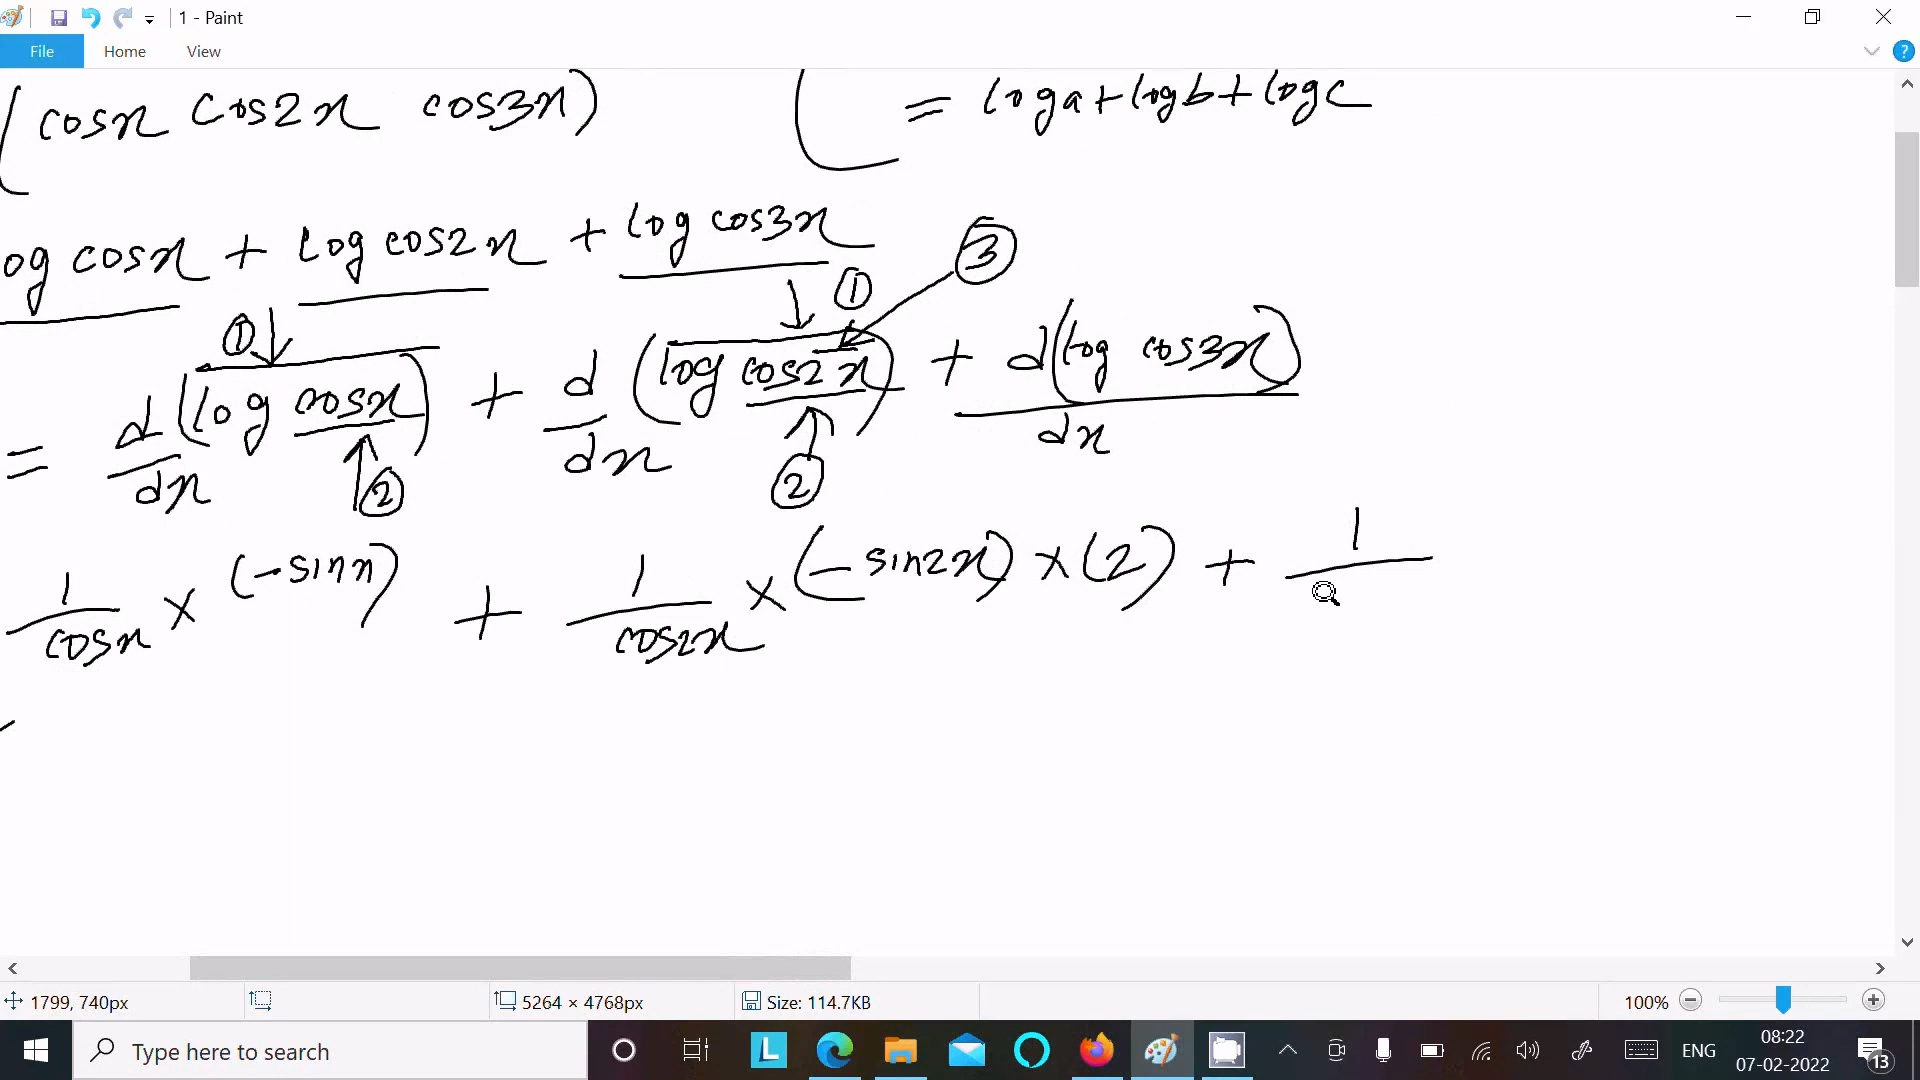 1 - Paint
File Home View
(cosx cos2x cos3x)
= loga+logb+logc
og cosx + log cos2x + log cos3x
① ① ③
= d/dx (log cosx) + d/dx (log cos2x) + d(log cos3x)/dx
② ②
1/cosx × (-sinx) + 1/cos2x × (-sin2x) × (2) + 1
1799, 740px 5264 × 4768px Size: 114.7KB 100%
Type here to search
L
ENG
08:22
07-02-2022
13